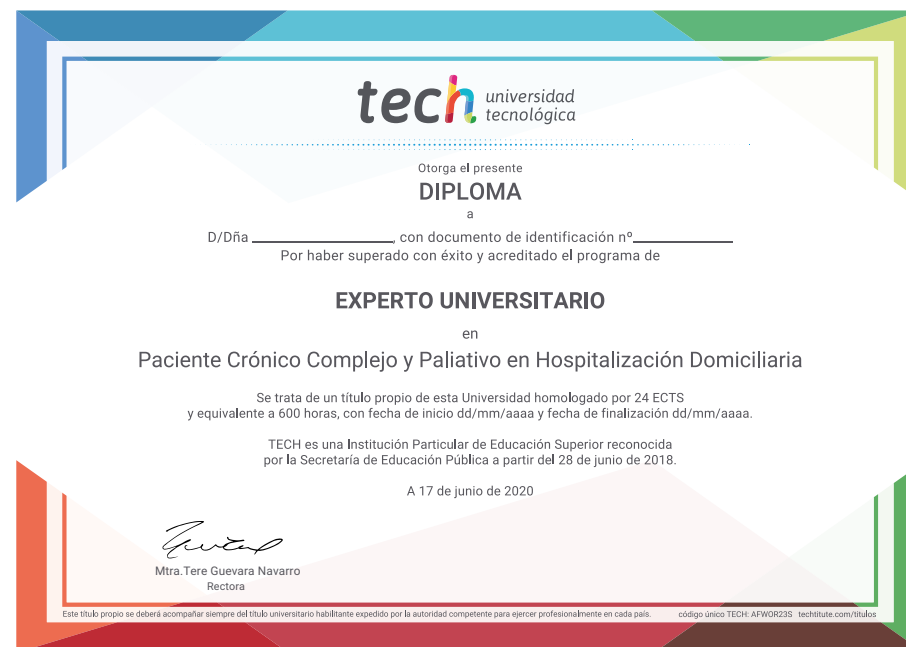 tech universidad
tecnológica
Otorga el presente
DIPLOMA
a
D/Dña ____________, con documento de identificación nº____________
Por haber superado con éxito y acreditado el programa de
EXPERTO UNIVERSITARIO
en
Paciente Crónico Complejo y Paliativo en Hospitalización Domiciliaria
Se trata de un título propio de esta Universidad homologado por 24 ECTS
y equivalente a 600 horas, con fecha de inicio dd/mm/aaaa y fecha de finalización dd/mm/aaaa.
TECH es una Institución Particular de Educación Superior reconocida
por la Secretaría de Educación Pública a partir del 28 de junio de 2018.
A 17 de junio de 2020
Mtra.Tere Guevara Navarro
Rectora
Este título propio se deberá acompañar siempre del título universitario habilitante expedido por la autoridad competente para ejercer profesionalmente en cada país. código único TECH: AFWOR23S techtitute.com/titulos